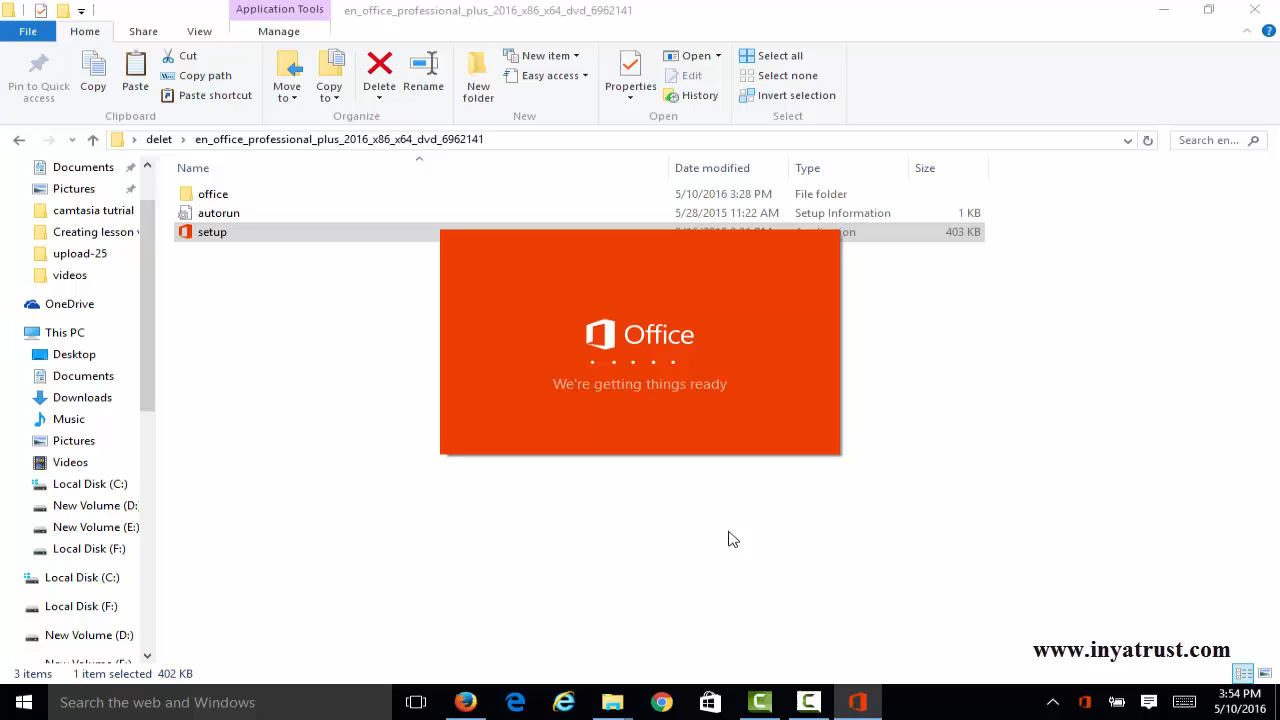 Application Tools
en_office_professional_plus_2016_x86_x64_dvd_6962141
File
Home
Share
View
Manage
Pin to Quick
access
Copy
Paste
Cut
Copy path
Paste shortcut
Move
to
Copy
to
Delete
Rename
New
folder
New item
Easy access
Properties
Open
Edit
History
Select all
Select none
Invert selection
Clipboard
Organize
New
Open
Select
delet
en_office_professional_plus_2016_x86_x64_dvd_6962141
Search en...
Name
Date modified
Type
Size
office
5/10/2016 3:28 PM
File folder
autorun
5/28/2015 11:22 AM
Setup Information
1 KB
setup
403 KB
Documents
Pictures
camtasia tutrial
Creating lesson v
upload-25
videos
OneDrive
This PC
Desktop
Documents
Downloads
Music
Pictures
Videos
Local Disk (C:)
New Volume (D:
New Volume (E:)
Local Disk (F:)
Local Disk (C:)
Local Disk (F:)
New Volume (D:)
Office
We're getting things ready
www.inyatrust.com
3 items
1 item selected
402 KB
Search the web and Windows
3:54 PM
5/10/2016